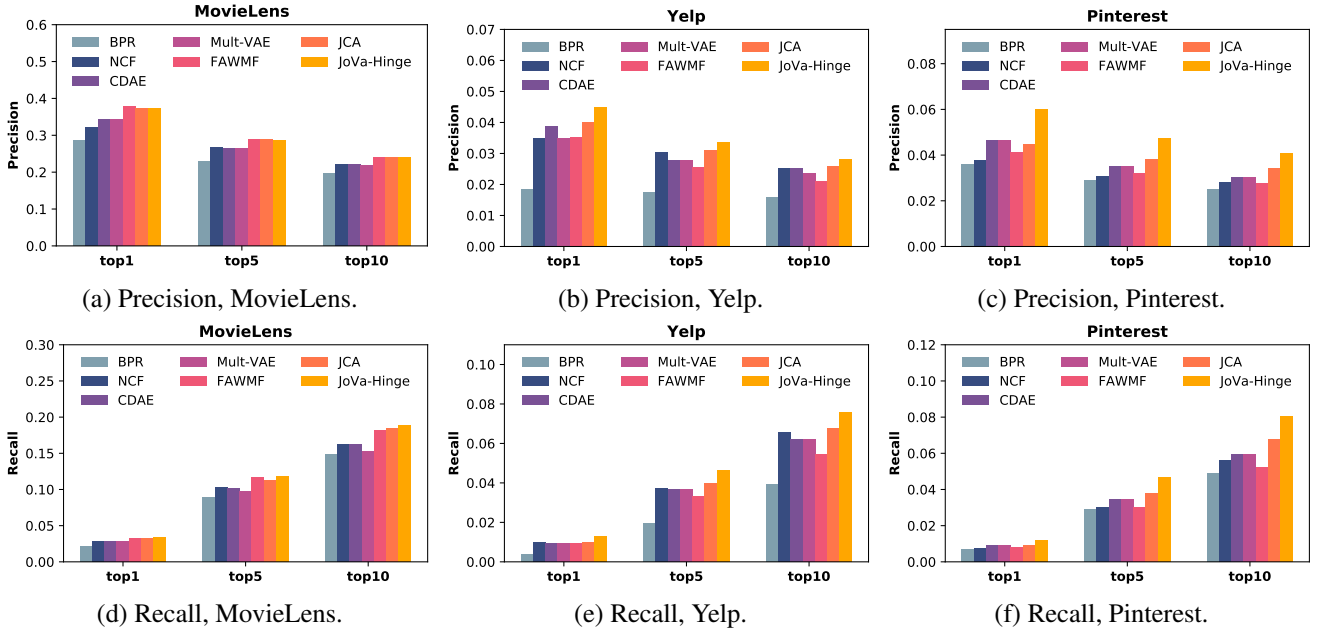 MovieLens
BPR Mult-VAE JCA
NCF FAWMF JoVa-Hinge
CDAE
Precision
0.6
0.5
0.4
0.3
0.2
0.1
0.0
top1 top5 top10
(a) Precision, MovieLens.
Yelp
BPR Mult-VAE JCA
NCF FAWMF JoVa-Hinge
CDAE
Precision
0.07
0.06
0.05
0.04
0.03
0.02
0.01
0.00
top1 top5 top10
(b) Precision, Yelp.
Pinterest
BPR Mult-VAE JCA
NCF FAWMF JoVa-Hinge
CDAE
Precision
0.08
0.06
0.04
0.02
0.00
top1 top5 top10
(c) Precision, Pinterest.
MovieLens
BPR Mult-VAE JCA
NCF FAWMF JoVa-Hinge
CDAE
Recall
0.30
0.25
0.20
0.15
0.10
0.05
0.00
top1 top5 top10
(d) Recall, MovieLens.
Yelp
BPR Mult-VAE JCA
NCF FAWMF JoVa-Hinge
CDAE
Recall
0.10
0.08
0.06
0.04
0.02
0.00
top1 top5 top10
(e) Recall, Yelp.
Pinterest
BPR Mult-VAE JCA
NCF FAWMF JoVa-Hinge
CDAE
Recall
0.12
0.10
0.08
0.06
0.04
0.02
0.00
top1 top5 top10
(f) Recall, Pinterest.